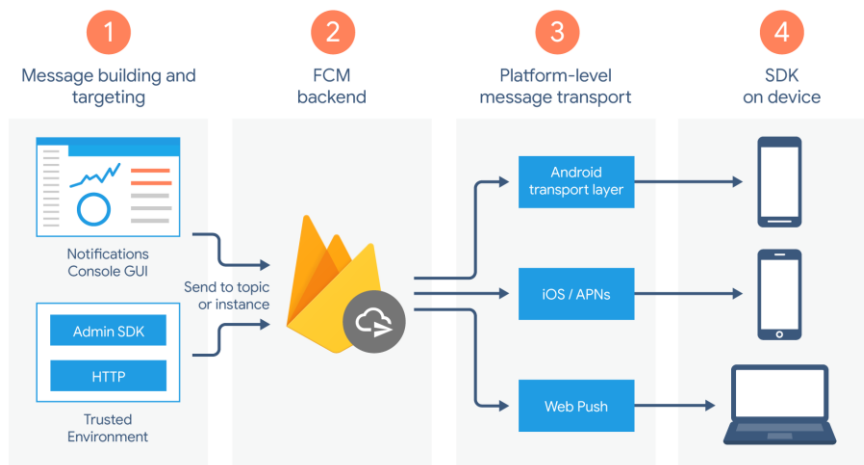 1
Message building and
targeting
2
FCM
backend
3
Platform-level
message transport
4
SDK
on device
Notifications
Console GUI
Send to topic
or instance
Admin SDK
HTTP
Trusted
Environment
Android
transport layer
iOS / APNs
Web Push